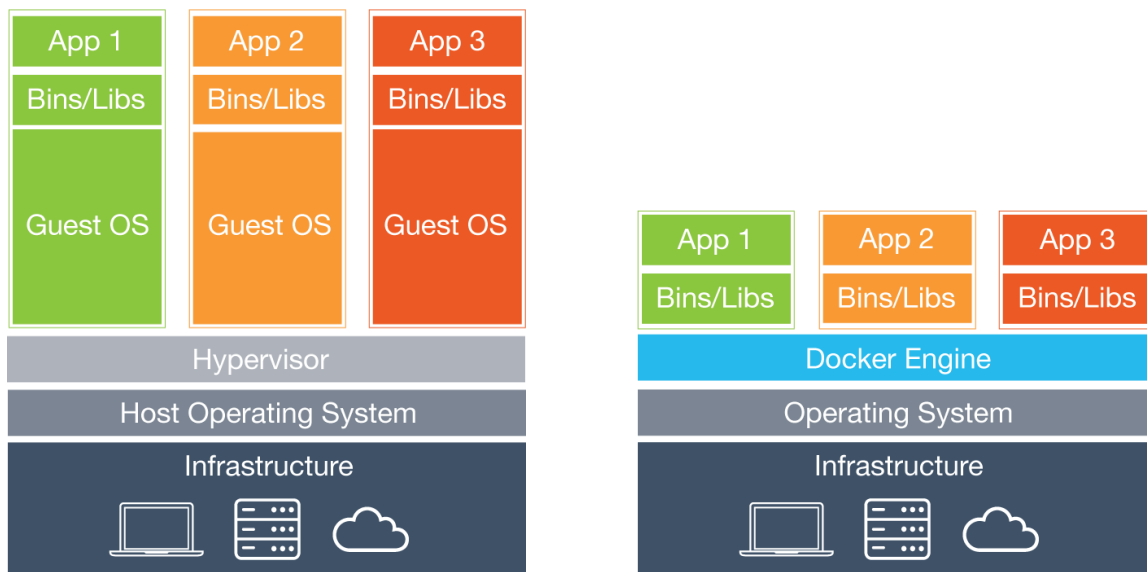 App 1
App 2
App 3
Bins/Libs
Bins/Libs
Bins/Libs
Guest OS
Guest OS
Guest OS
Hypervisor
Host Operating System
Infrastructure
App 1
App 2
App 3
Bins/Libs
Bins/Libs
Bins/Libs
Docker Engine
Operating System
Infrastructure